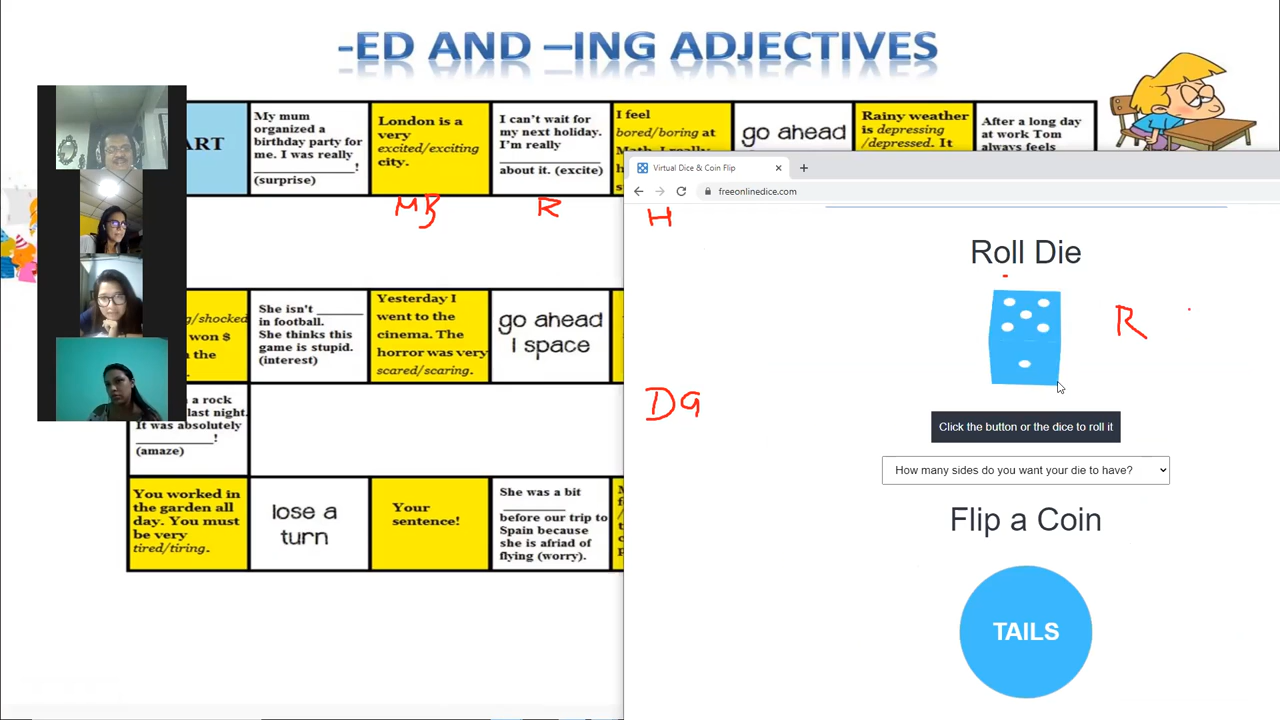 -ED AND –ING ADJECTIVES
ART
My mum
organized a
birthday party for
me. I was really
______________!
(surprise)
London is a
very
excited/exciting
city.
I can't wait for
my next holiday.
I'm really
______________
about it. (excite)
I feel
bored/boring at
go ahead
Rainy weather
is depressing
/depressed. It
After a long day
at work Tom
always feels
MB
R
H
Virtual Dice & Coin Flip
freeonlinedice.com
Roll Die
R
Click the button or the dice to roll it
How many sides do you want your die to have?
Flip a Coin
TAILS
g/shocked
won $
the
She isn't _______
in football.
She thinks this
game is stupid.
(interest)
Yesterday I
went to the
cinema. The
horror was very
scared/scaring.
go ahead
1 space
a rock
last night.
It was absolutely
___________!
(amaze)
You worked in
the garden all
day. You must
be very
tired/tiring.
lose a
turn
Your
sentence!
She was a bit
_________
before our trip to
Spain because
she is afriad of
flying (worry).